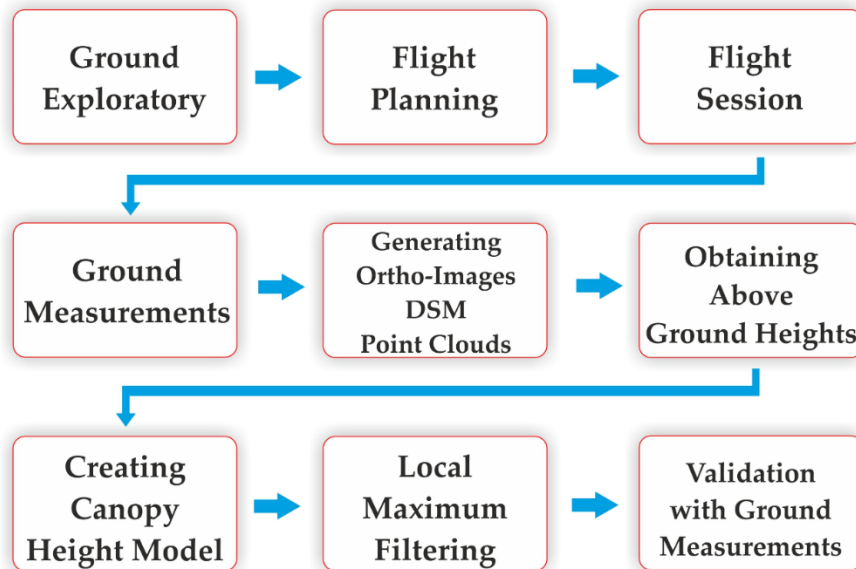 Ground
Exploratory
Flight
Planning
Flight
Session
Ground
Measurements
Generating
Ortho-Images
DSM
Point Clouds
Obtaining
Above
Ground Heights
Creating
Canopy
Height Model
Local
Maximum
Filtering
Validation
with Ground
Measurements